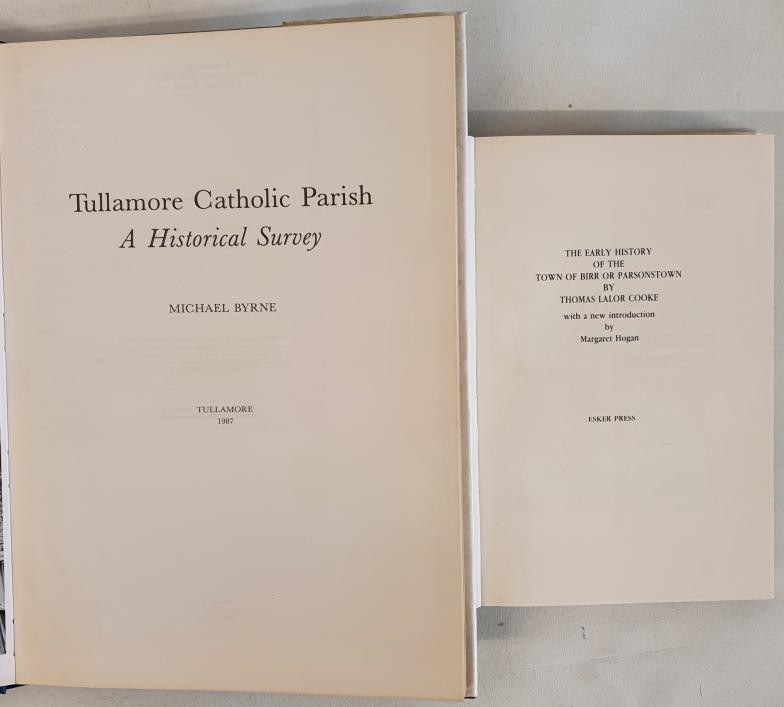 Tullamore Catholic Parish
A Historical Survey
MICHAEL BYRNE
TULLAMORE
1987
THE EARLY HISTORY
OF THE
TOWN OF BIRR OR PARSONSTOWN
BY
THOMAS LALOR COOKE
with a new introduction
by
Margaret Hogan
ESKER PRESS